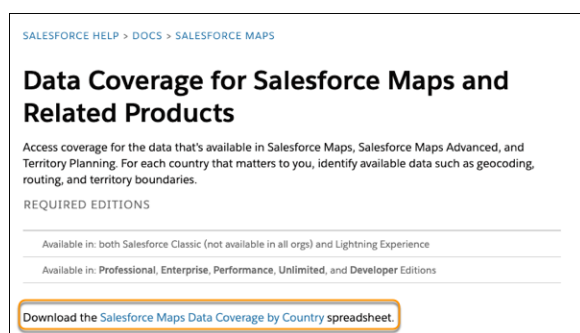 SALESFORCE HELP > DOCS > SALESFORCE MAPS
Data Coverage for Salesforce Maps and
Related Products
Access coverage for the data that's available in Salesforce Maps, Salesforce Maps Advanced, and
Territory Planning. For each country that matters to you, identify available data such as geocoding,
routing, and territory boundaries.
REQUIRED EDITIONS
Available in: both Salesforce Classic (not available in all orgs) and Lightning Experience
Available in: Professional, Enterprise, Performance, Unlimited, and Developer Editions
Download the Salesforce Maps Data Coverage by Country spreadsheet.